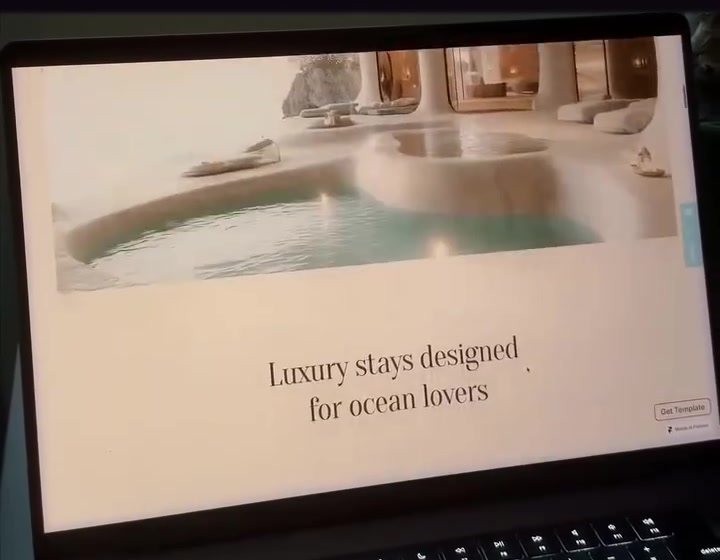 Luxury stays designed
for ocean lovers
Get Template
Made in Framer